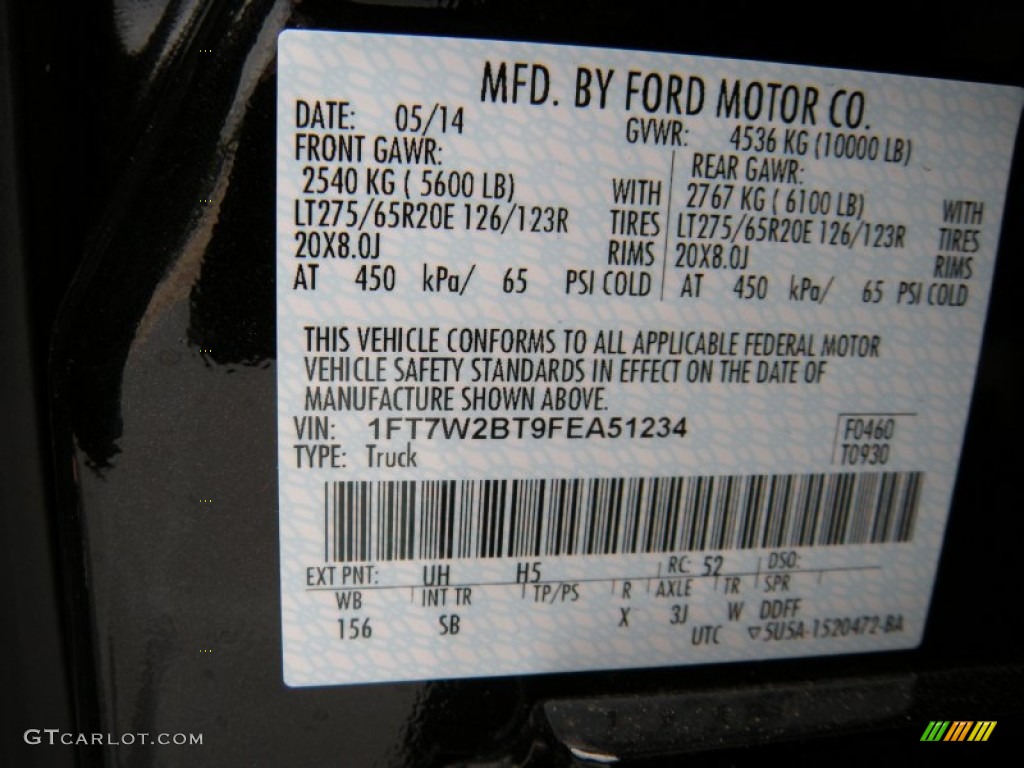 MFD. BY FORD MOTOR CO.
DATE: 05/14 GVWR: 4536 KG (10000 LB)
FRONT GAWR: REAR GAWR:
2540 KG ( 5600 LB) WITH 2767 KG ( 6100 LB) WITH
LT275/65R20E 126/123R TIRES LT275/65R20E 126/123R TIRES
20X8.0J RIMS 20X8.0J RIMS
AT 450 kPa/ 65 PSI COLD AT 450 kPa/ 65 PSI COLD
THIS VEHICLE CONFORMS TO ALL APPLICABLE FEDERAL MOTOR
VEHICLE SAFETY STANDARDS IN EFFECT ON THE DATE OF
MANUFACTURE SHOWN ABOVE.
VIN: 1FT7W2BT9FEA51234 F0460
TYPE: Truck T0930
EXT PNT: UH H5 RC: 52 DSO:
WB INT TR TP/PS R AXLE TR SPR
156 SB X 3J W DDFF
UTC ▽5U5A-1520472-BA
GTCARLOT.COM